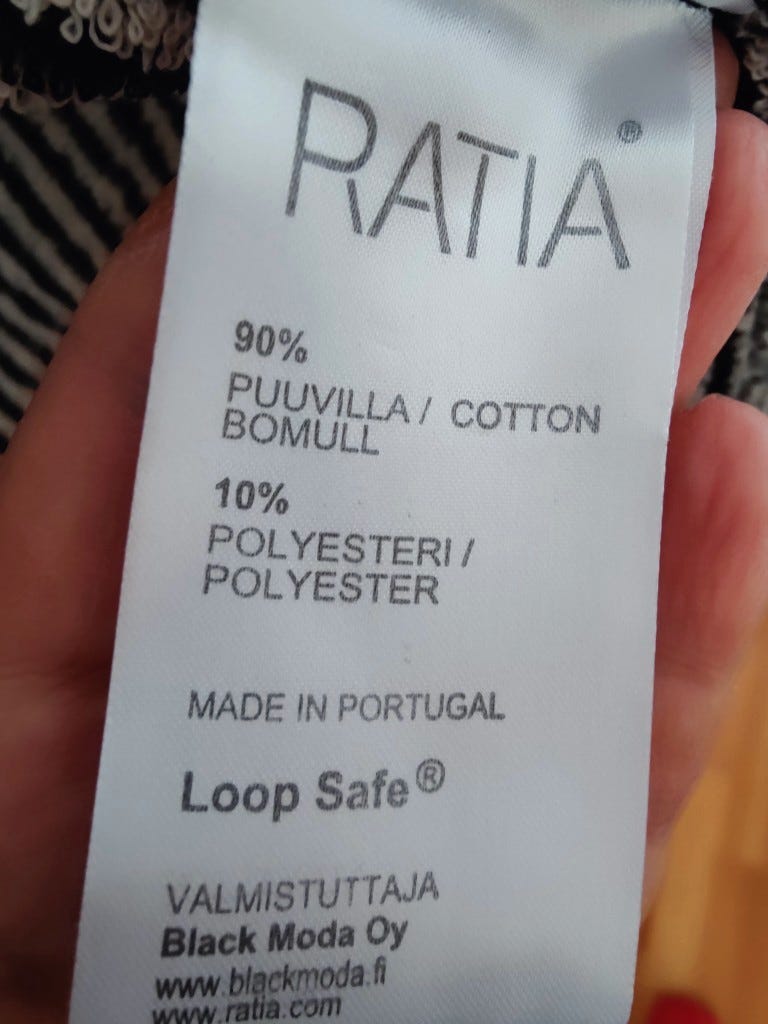 RATIA®
90%
PUUVILLA / COTTON
BOMULL
10%
POLYESTERI /
POLYESTER
MADE IN PORTUGAL
Loop Safe®
VALMISTUTTAJA
Black Moda Oy
www.blackmoda.fi
www.ratia.com